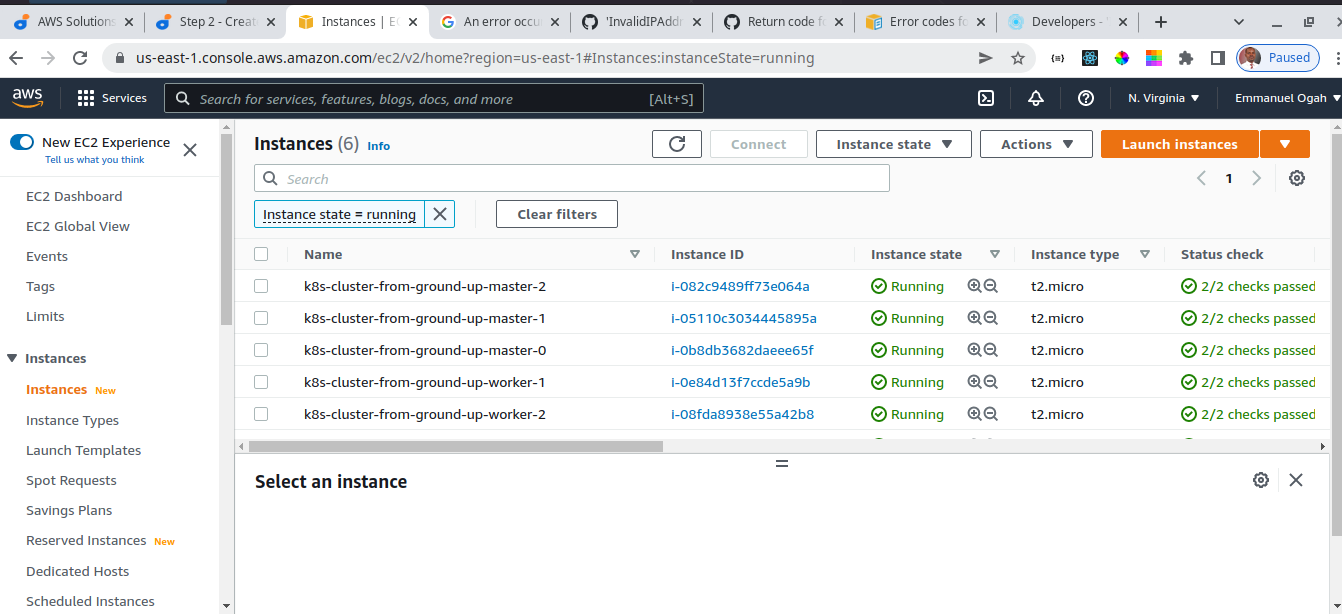 AWS Solutions
Step 2 - Create
Instances | EC
An error occu
'InvalidIPAddr
Return code fo
Error codes fo
Developers -
us-east-1.console.aws.amazon.com/ec2/v2/home?region=us-east-1#Instances:instanceState=running
Paused
aws
Services
Search for services, features, blogs, docs, and more
[Alt+S]
N. Virginia
Emmanuel Ogah
New EC2 Experience
Tell us what you think
EC2 Dashboard
EC2 Global View
Events
Tags
Limits
Instances
Instances New
Instance Types
Launch Templates
Spot Requests
Savings Plans
Reserved Instances New
Dedicated Hosts
Scheduled Instances
Instances (6) Info
Connect
Instance state
Actions
Launch instances
Search
1
Instance state = running
Clear filters
Name Instance ID Instance state Instance type Status check
k8s-cluster-from-ground-up-master-2 i-082c9489ff73e064a Running t2.micro 2/2 checks passed
k8s-cluster-from-ground-up-master-1 i-05110c3034445895a Running t2.micro 2/2 checks passed
k8s-cluster-from-ground-up-master-0 i-0b8db3682daeee65f Running t2.micro 2/2 checks passed
k8s-cluster-from-ground-up-worker-1 i-0e84d13f7ccde5a9b Running t2.micro 2/2 checks passed
k8s-cluster-from-ground-up-worker-2 i-08fda8938e55a42b8 Running t2.micro 2/2 checks passed
Select an instance